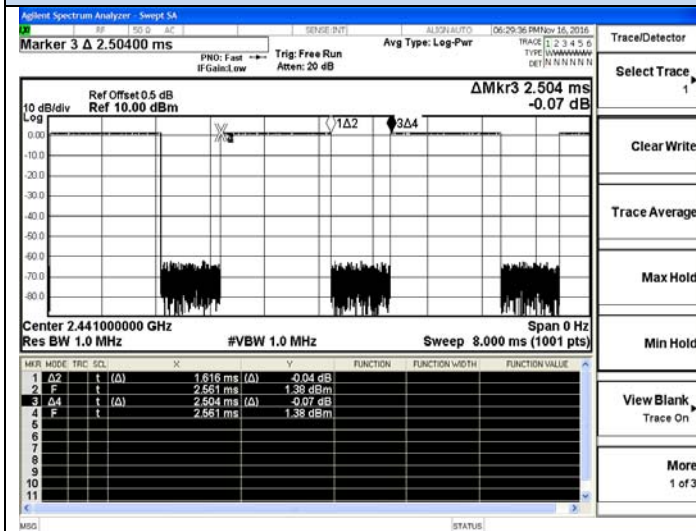 Agilent Spectrum Analyzer - Swept SA
RF 50 Ω AC SENSE:INT ALIGN AUTO 06:29:36 PM Nov 16, 2016
Marker 3 Δ 2.50400 ms
PNO: Fast
IFGain:Low
Trig: Free Run
Atten: 20 dB
Avg Type: Log-Pwr
TRACE 1 2 3 4 5 6
TYPE
DET N N N N N N
Trace/Detector
Select Trace
1
Clear Write
Trace Average
Max Hold
Min Hold
View Blank
Trace On
More
1 of 3
ΔMkr3 2.504 ms
-0.07 dB
Ref Offset 0.5 dB
10 dB/div Ref 10.00 dBm
Log
1Δ2
3Δ4
0.00
-10.0
-20.0
-30.0
-40.0
-50.0
-60.0
-70.0
-80.0
Center 2.441000000 GHz Span 0 Hz
Res BW 1.0 MHz #VBW 1.0 MHz Sweep 8.000 ms (1001 pts)
MKR MODE TRC SCL X Y FUNCTION FUNCTION WIDTH FUNCTION VALUE
1 Δ2 t (Δ) 1.616 ms (Δ) -0.04 dB
2 F t 2.561 ms 1.38 dBm
3 Δ4 t (Δ) 2.504 ms (Δ) -0.07 dB
4 F t 2.561 ms 1.38 dBm
5
6
7
8
9
10
11
MSG STATUS